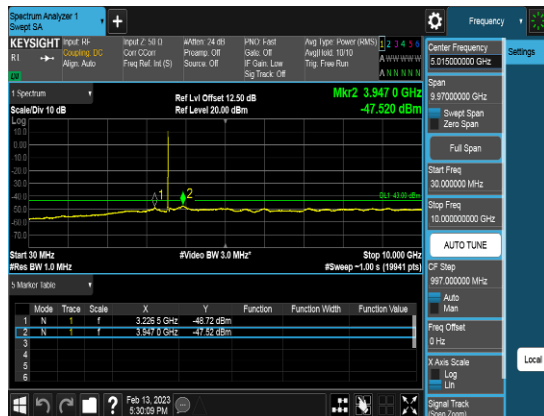 Spectrum Analyzer 1
Swept SA
Frequency
KEYSIGHT
Input: RF
Coupling: DC
Align: Auto
Input Z: 50 Ω
Corr CCorr
Freq Ref: Int (S)
#Atten: 24 dB
Preamp: Off
Source: Off
PNO: Fast
Gate: Off
IF Gain: Low
Sig Track: Off
Avg Type: Power (RMS)
Avg|Hold: 10/10
Trig: Free Run
1 2 3 4 5 6
A W W W W W
A N N N N N
1 Spectrum
Scale/Div 10 dB
Ref Lvl Offset 12.50 dB
Ref Level 20.00 dBm
Mkr2 3.947 0 GHz
-47.520 dBm
Log
10.0
0.00
-10.0
-20.0
-30.0
-40.0
-50.0
-60.0
-70.0
1
2
DL1 -43.00 dBm
Start 30 MHz
#Res BW 1.0 MHz
#Video BW 3.0 MHz*
Stop 10.000 GHz
#Sweep ~1.00 s (19941 pts)
5 Marker Table
Mode Trace Scale X Y Function Function Width Function Value
1 N 1 f 3.226 5 GHz -48.72 dBm
2 N 1 f 3.947 0 GHz -47.52 dBm
3
4
5
6
Feb 13, 2023
5:30:09 PM
Center Frequency
5.015000000 GHz
Settings
Span
9.97000000 GHz
Swept Span
Zero Span
Full Span
Start Freq
30.000000 MHz
Stop Freq
10.000000000 GHz
AUTO TUNE
CF Step
997.000000 MHz
Auto
Man
Freq Offset
0 Hz
X Axis Scale
Log
Lin
Local
Signal Track
(Span Zoom)